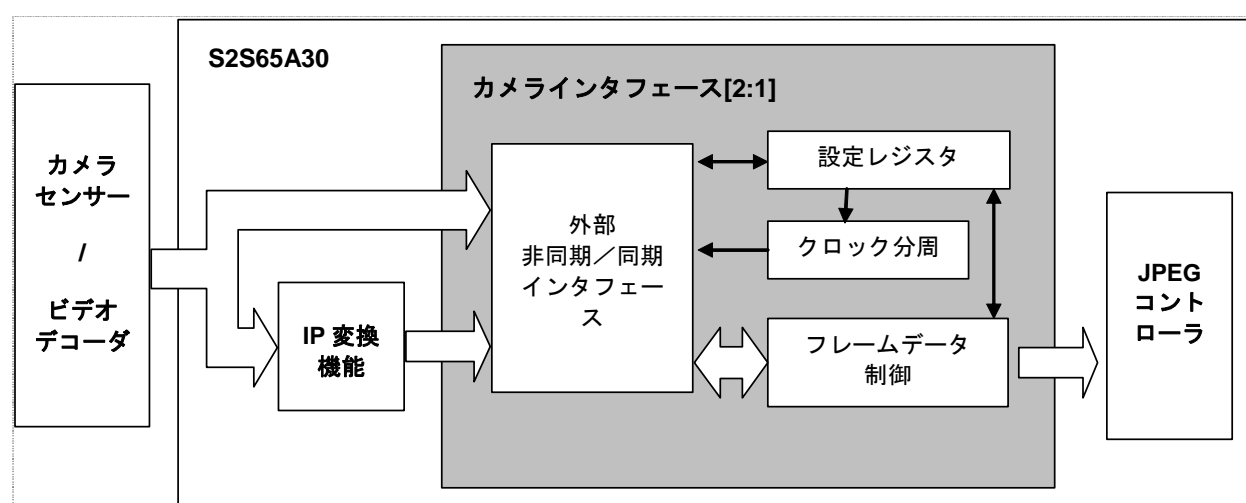 S2S65A30
カメラインタフェース[2:1]
カメラ
センサー
/
ビデオ
デコーダ
IP 変換
機能
外部
非同期／同期
インタフェー
ス
設定レジスタ
クロック分周
フレームデータ
制御
JPEG
コント
ローラ